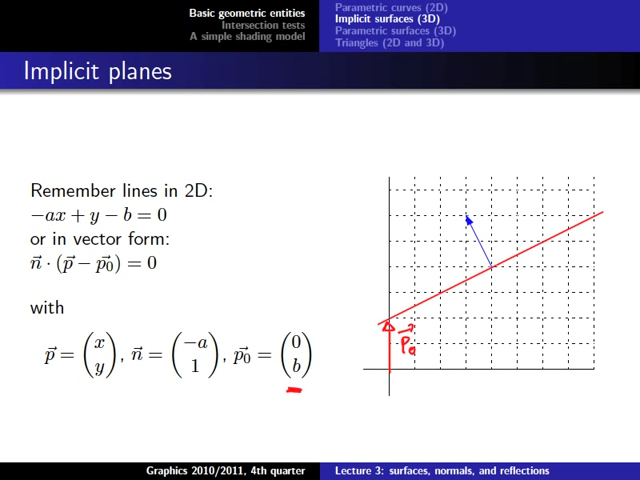 Basic geometric entities
Intersection tests
A simple shading model
Parametric curves (2D)
Implicit surfaces (3D)
Parametric surfaces (3D)
Triangles (2D and 3D)
Implicit planes
Remember lines in 2D:
−ax + y − b = 0
or in vector form:
n⃗ · (p⃗ − p⃗₀) = 0
with
p⃗ = (x y), n⃗ = (−a 1), p⃗₀ = (0 b)
p⃗₀
Graphics 2010/2011, 4th quarter
Lecture 3: surfaces, normals, and reflections